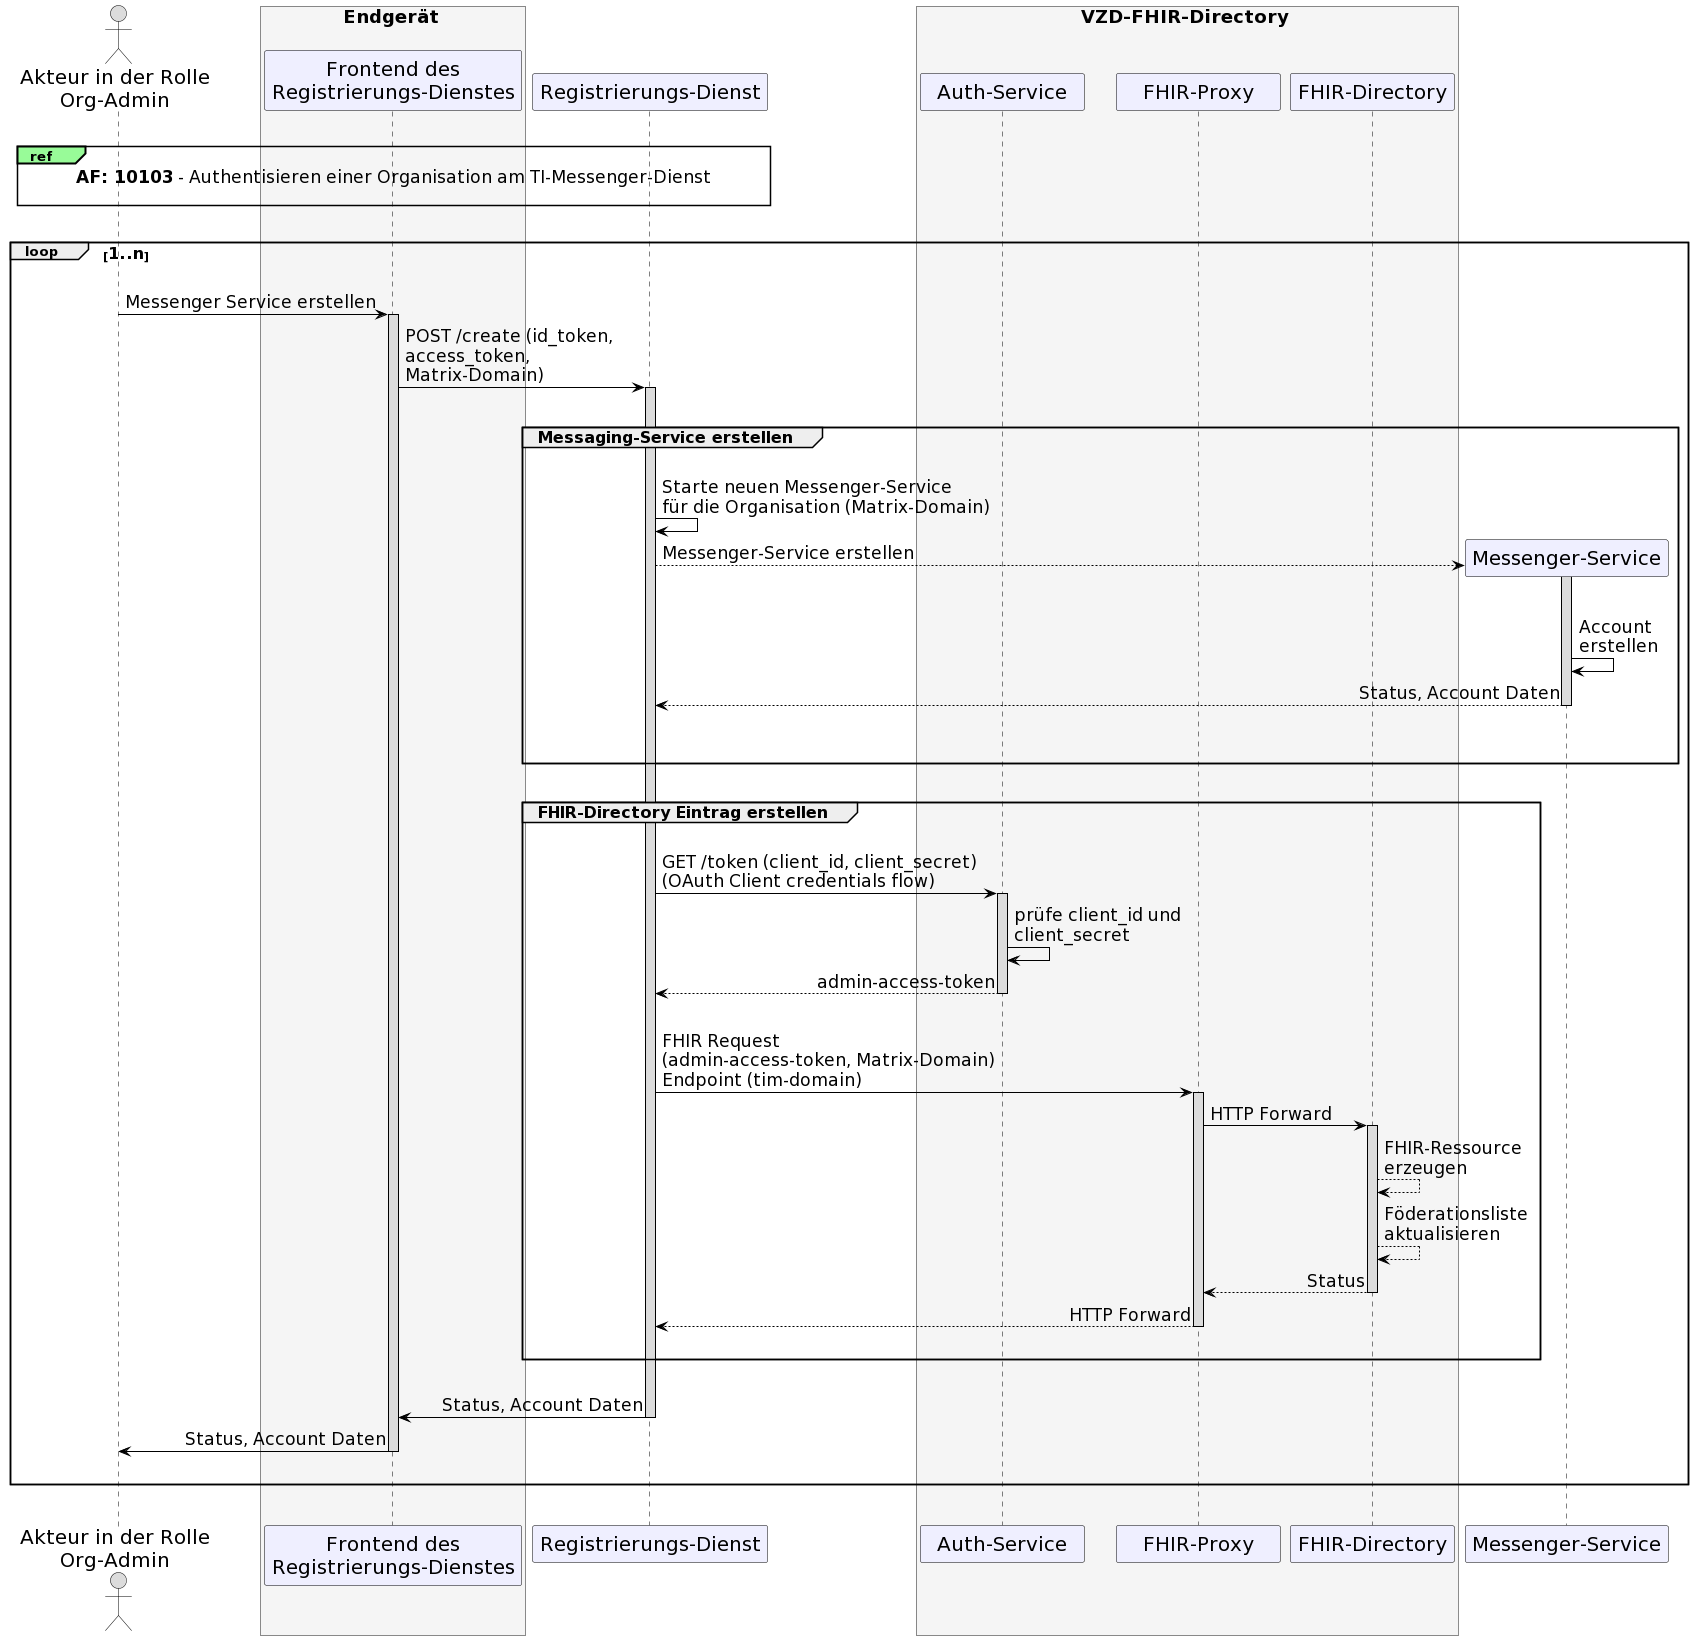 Endgerät
VZD-FHIR-Directory
Akteur in der Rolle
Org-Admin
Frontend des
Registrierungs-Dienstes
Registrierungs-Dienst
Auth-Service
FHIR-Proxy
FHIR-Directory
ref
AF: 10103 - Authentisieren einer Organisation am TI-Messenger-Dienst
loop
[1..n]
Messenger Service erstellen
POST /create (id_token,
access_token,
Matrix-Domain)
Messaging-Service erstellen
Starte neuen Messenger-Service
für die Organisation (Matrix-Domain)
Messenger-Service erstellen
Messenger-Service
Account
erstellen
Status, Account Daten
FHIR-Directory Eintrag erstellen
GET /token (client_id, client_secret)
(OAuth Client credentials flow)
prüfe client_id und
client_secret
admin-access-token
FHIR Request
(admin-access-token, Matrix-Domain)
Endpoint (tim-domain)
HTTP Forward
FHIR-Ressource
erzeugen
Föderationsliste
aktualisieren
Status
HTTP Forward
Status, Account Daten
Status, Account Daten
Akteur in der Rolle
Org-Admin
Frontend des
Registrierungs-Dienstes
Registrierungs-Dienst
Auth-Service
FHIR-Proxy
FHIR-Directory
Messenger-Service